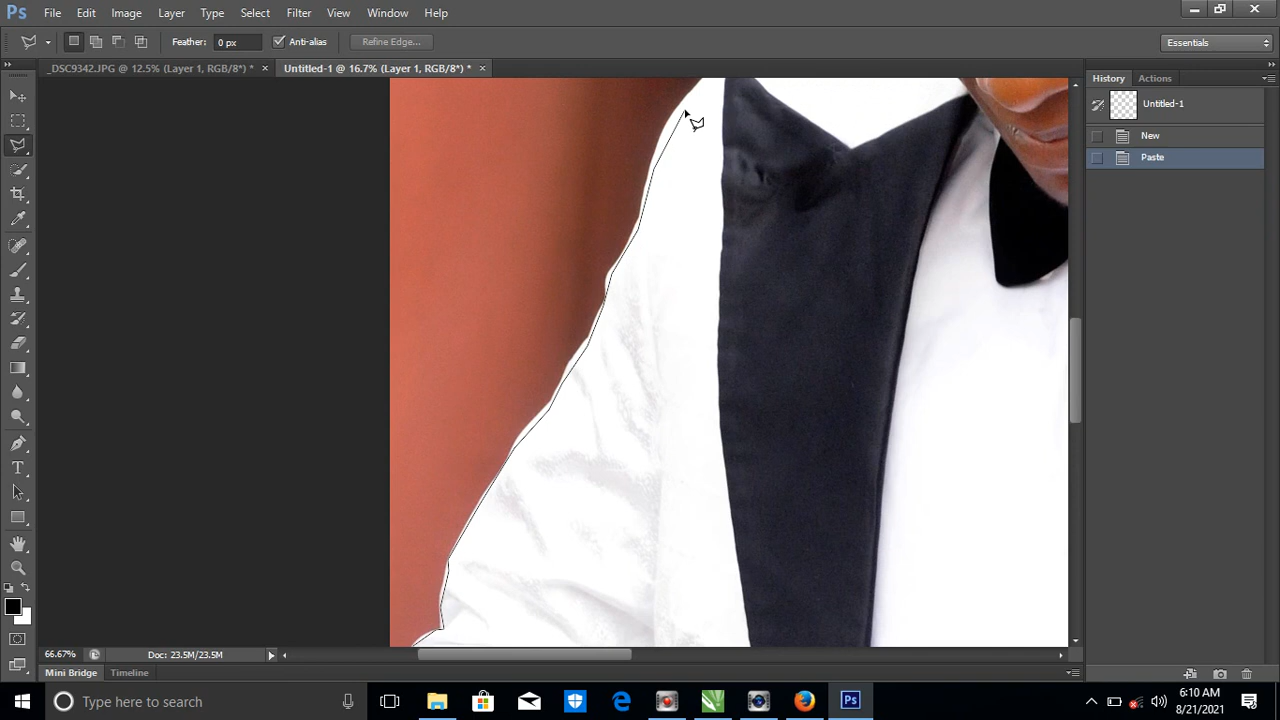 Ps File Edit Image Layer Type Select Filter View Window Help
Feather: 0 px Anti-alias Refine Edge... Essentials
_DSC9342.JPG @ 12.5% (Layer 1, RGB/8*) * × Untitled-1 @ 16.7% (Layer 1, RGB/8*) * ×
History Actions
Untitled-1
New
Paste
T
66.67% Doc: 23.5M/23.5M
Mini Bridge Timeline
Type here to search
Ps
6:10 AM
8/21/2021